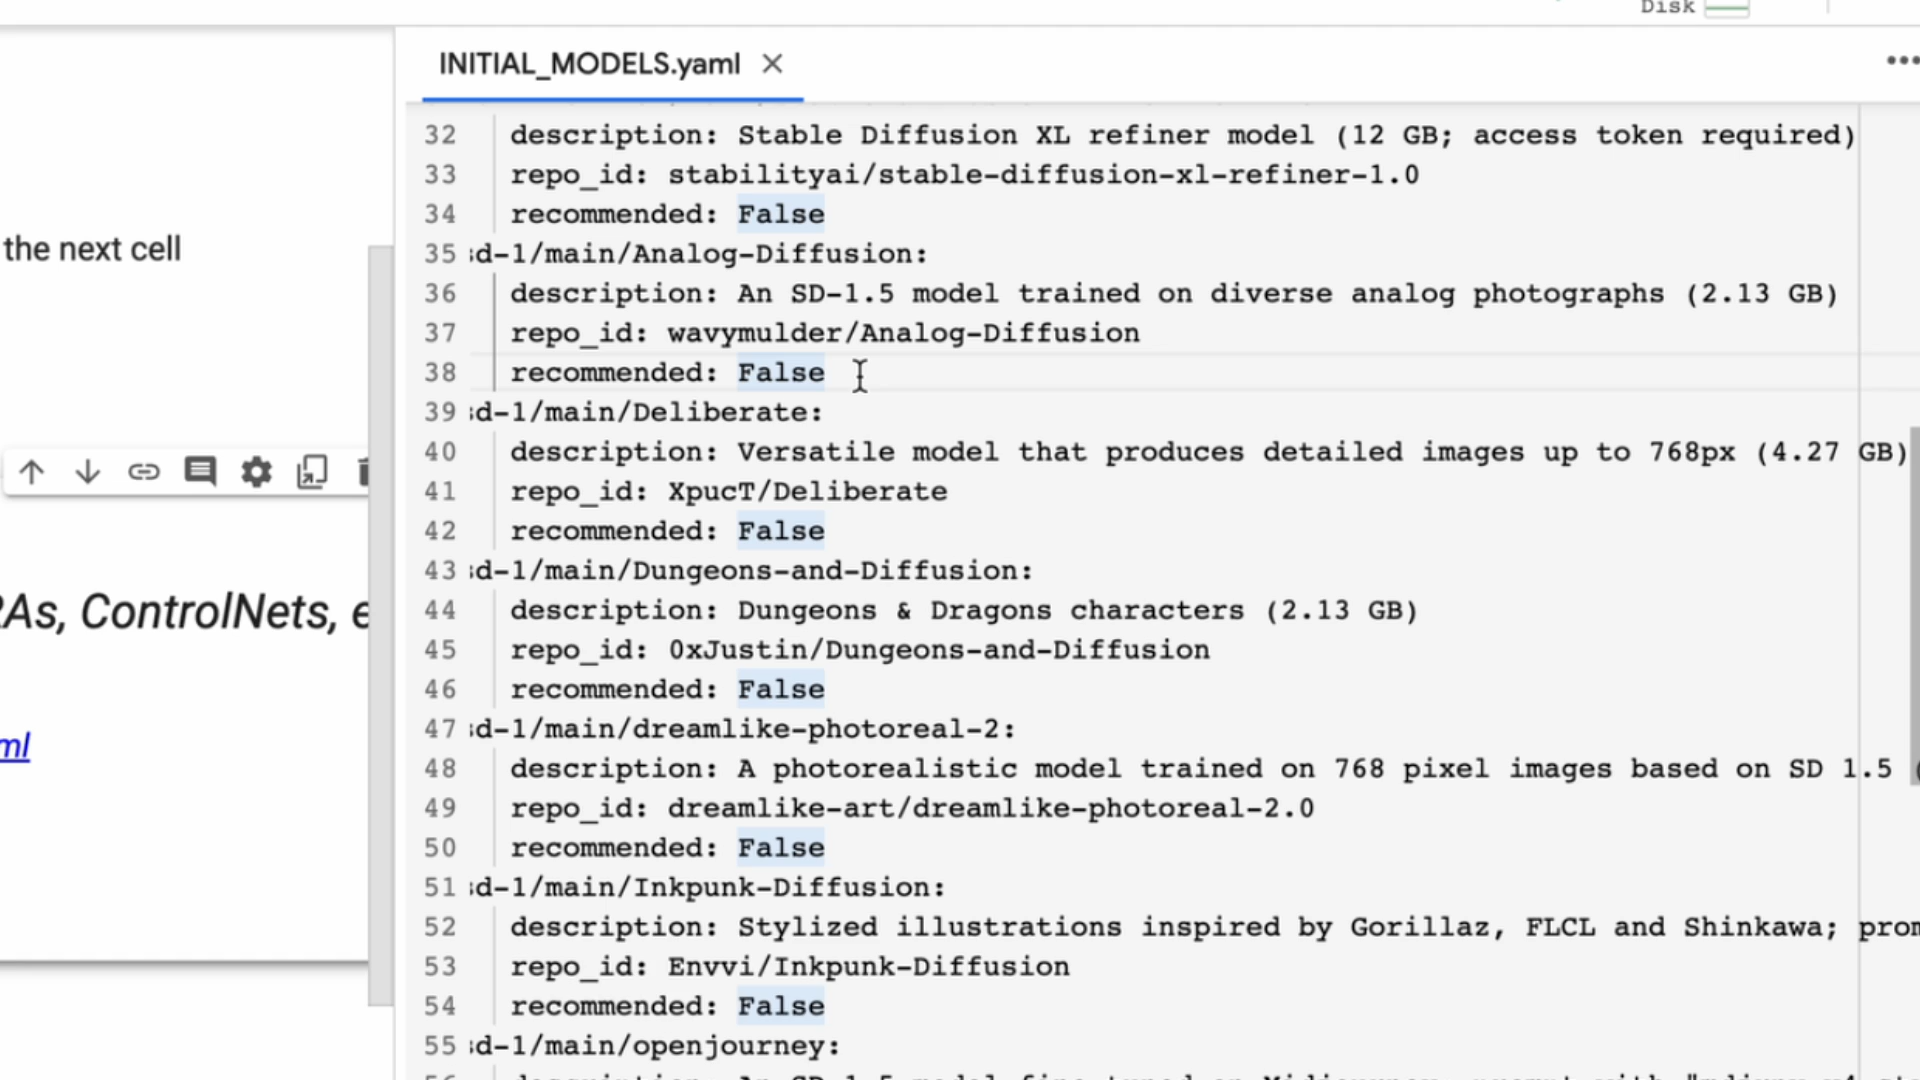 Disk
INITIAL_MODELS.yaml
32 description: Stable Diffusion XL refiner model (12 GB; access token required)
33 repo_id: stabilityai/stable-diffusion-xl-refiner-1.0
34 recommended: False
35 sd-1/main/Analog-Diffusion:
36 description: An SD-1.5 model trained on diverse analog photographs (2.13 GB)
37 repo_id: wavymulder/Analog-Diffusion
38 recommended: False
39 sd-1/main/Deliberate:
40 description: Versatile model that produces detailed images up to 768px (4.27 GB)
41 repo_id: XpucT/Deliberate
42 recommended: False
43 sd-1/main/Dungeons-and-Diffusion:
44 description: Dungeons & Dragons characters (2.13 GB)
45 repo_id: 0xJustin/Dungeons-and-Diffusion
46 recommended: False
47 sd-1/main/dreamlike-photoreal-2:
48 description: A photorealistic model trained on 768 pixel images based on SD 1.5 (
49 repo_id: dreamlike-art/dreamlike-photoreal-2.0
50 recommended: False
51 sd-1/main/Inkpunk-Diffusion:
52 description: Stylized illustrations inspired by Gorillaz, FLCL and Shinkawa;
53 repo_id: Envvi/Inkpunk-Diffusion
54 recommended: False
55 sd-1/main/openjourney:
the next cell
As, ControlNets,
ml